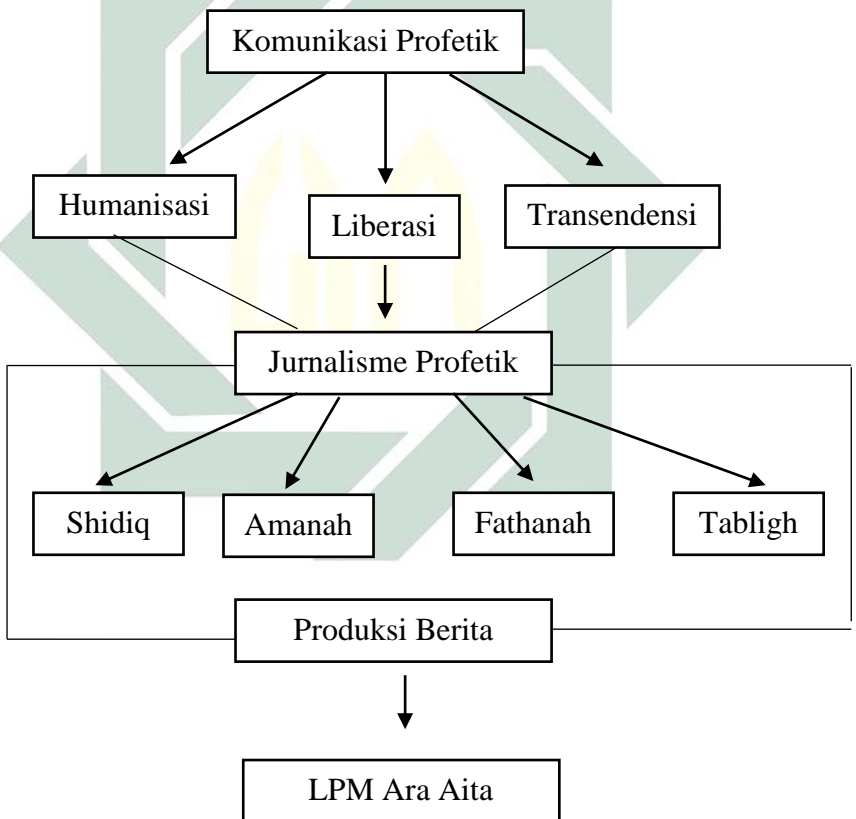 Komunikasi Profetik
Humanisasi
Liberasi
Transendensi
Jurnalisme Profetik
Shidiq
Amanah
Fathanah
Tabligh
Produksi Berita
LPM Ara Aita